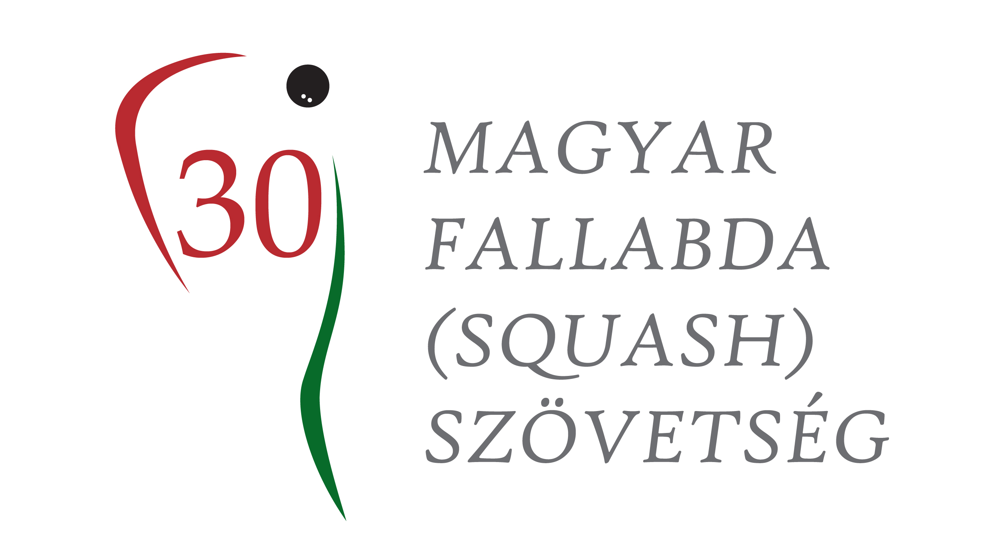 30
MAGYAR
FALLABDA
(SQUASH)
SZÖVETSÉG